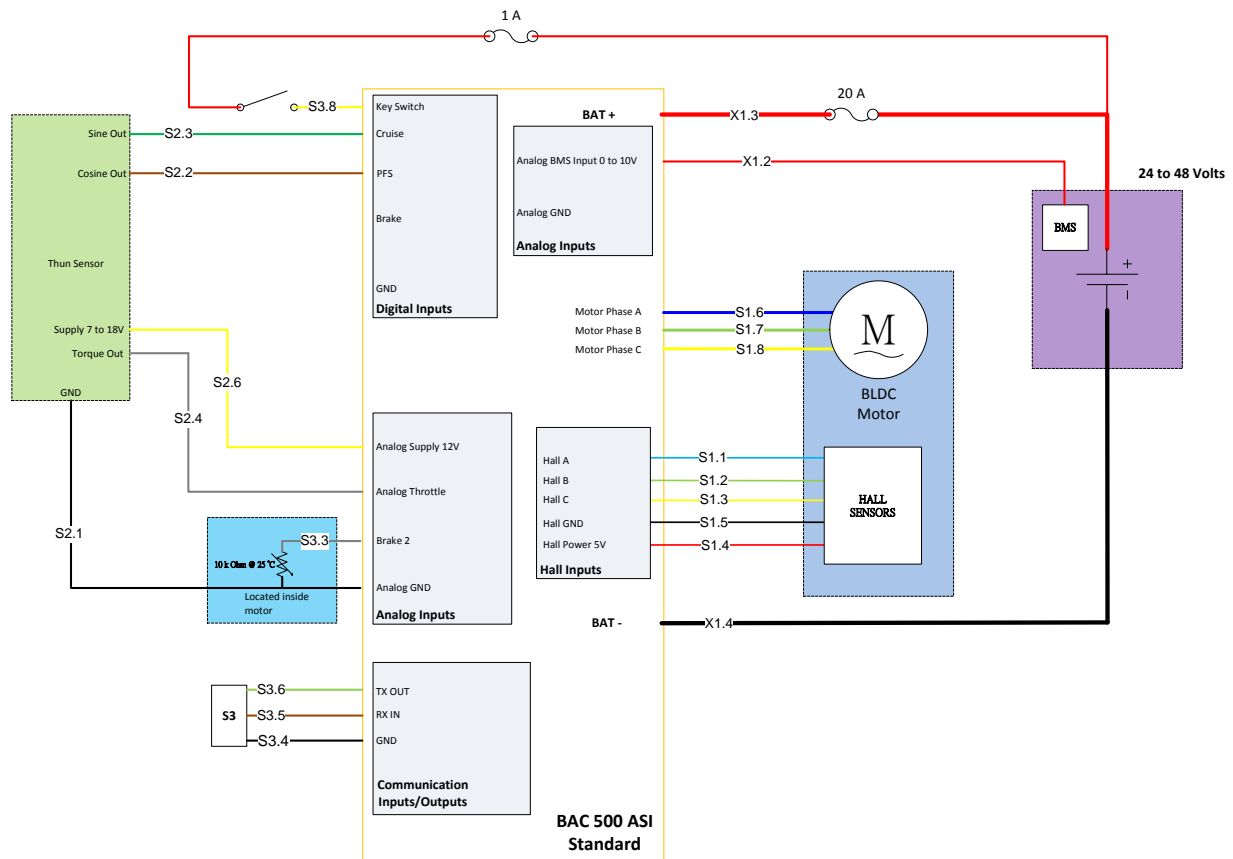 1 A
S3.8
Key Switch
20 A
BAT +
X1.3
Sine Out
S2.3
Cruise
Analog BMS Input 0 to 10V
X1.2
24 to 48 Volts
Cosine Out
S2.2
PFS
BMS
Brake
Analog GND
Analog Inputs
Thun Sensor
GND
Digital Inputs
+
Motor Phase A
S1.6
Motor Phase B
S1.7
Motor Phase C
S1.8
M
BLDC
Motor
Supply 7 to 18V
Torque Out
S2.6
GND
S2.4
Analog Supply 12V
Hall A
S1.1
Hall B
S1.2
Hall C
S1.3
Hall GND
S1.5
Hall Power 5V
S1.4
Hall Inputs
HALL
SENSORS
Analog Throttle
S2.1
S3.3
Brake 2
10 k Ohm @ 25 °C
Analog GND
Located inside
motor
Analog Inputs
BAT -
X1.4
S3
S3.6
TX OUT
S3.5
RX IN
S3.4
GND
Communication
Inputs/Outputs
BAC 500 ASI
Standard